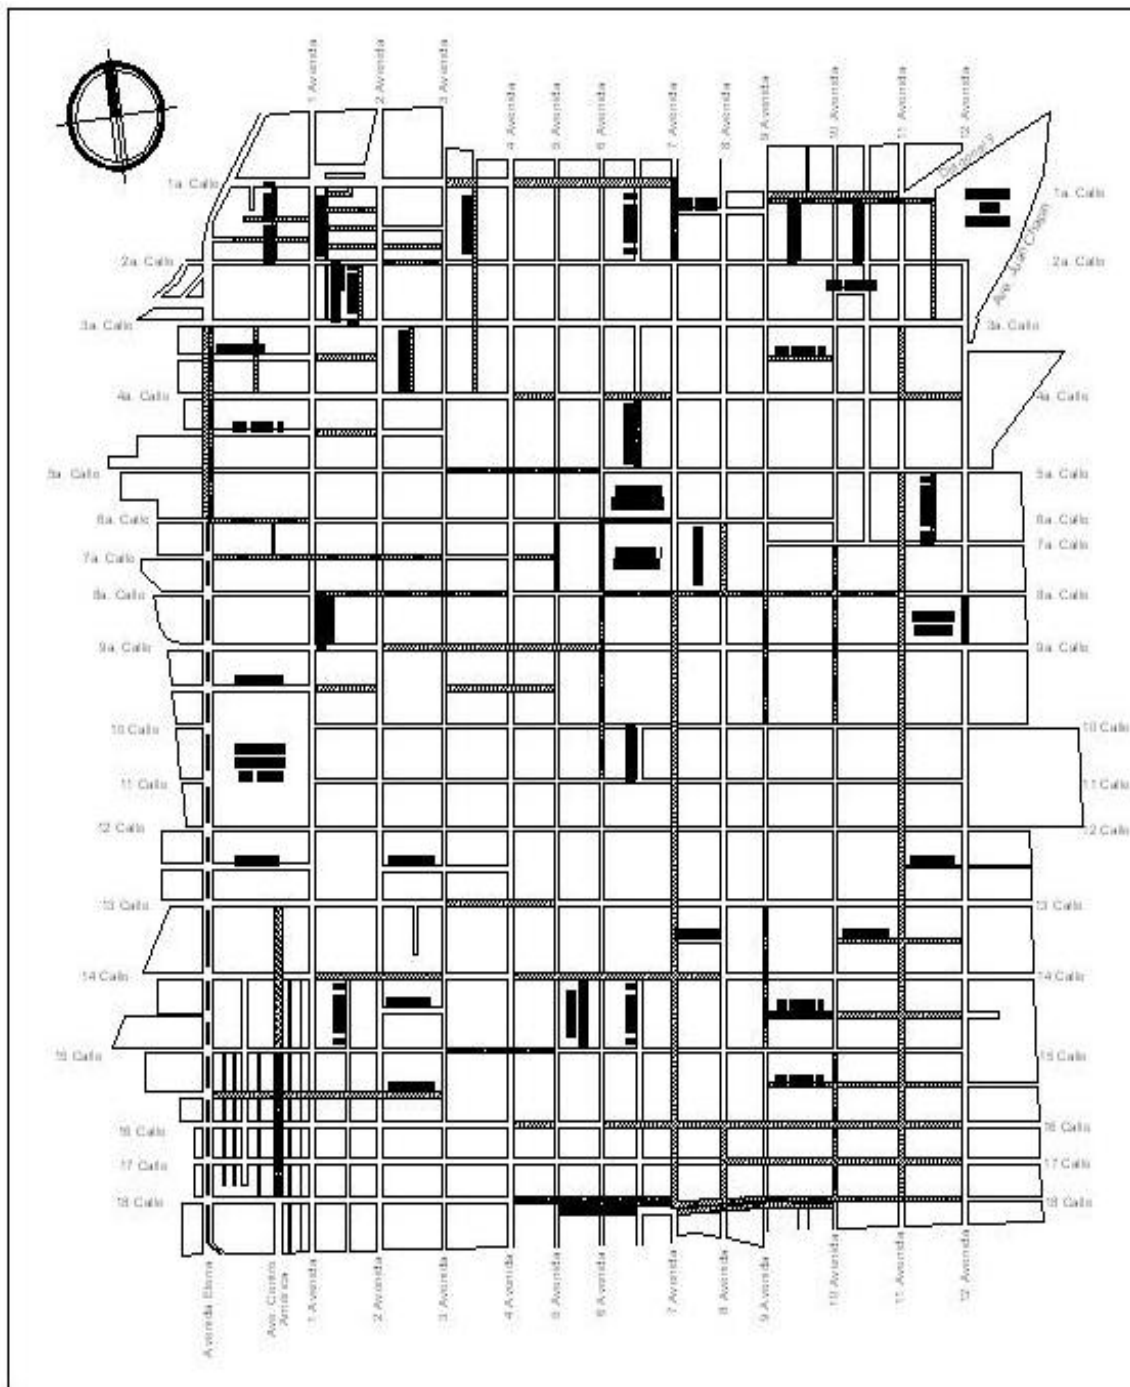 1 Avenida
2 Avenida
3 Avenida
4 Avenida
5 Avenida
6 Avenida
7 Avenida
8 Avenida
9 Avenida
10 Avenida
11 Avenida
12 Avenida
Diagonal 9
Ave. Juan Chapin
1a. Calle
2a. Calle
3a. Calle
4a. Calle
5a. Calle
6a. Calle
7a. Calle
8a. Calle
9a. Calle
10 Calle
11 Calle
12 Calle
13 Calle
14 Calle
15 Calle
16 Calle
17 Calle
18 Calle
1a. Calle
2a. Calle
3a. Calle
4a. Calle
5a. Calle
6a. Calle
7a. Calle
8a. Calle
9a. Calle
10 Calle
11 Calle
12 Calle
13 Calle
14 Calle
15 Calle
16 Calle
17 Calle
18 Calle
Avenida Elena
Ave. Centro
América
1 Avenida
2 Avenida
3 Avenida
4 Avenida
5 Avenida
6 Avenida
7 Avenida
8 Avenida
9 Avenida
10 Avenida
11 Avenida
12 Avenida